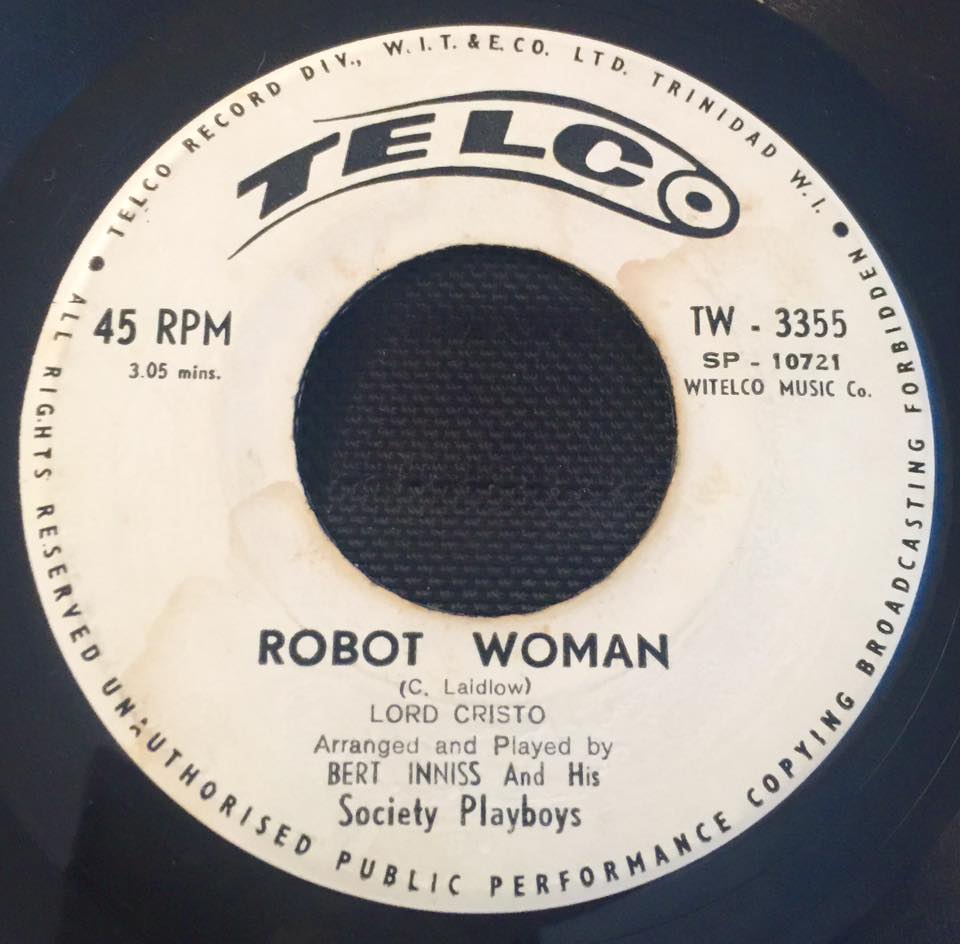 TELCO RECORD DIV., W.I.T. & E. CO. LTD. TRINIDAD W.I.
TELCO
45 RPM
3.05 mins.
TW - 3355
SP - 10721
WITELCO MUSIC Co.
ROBOT WOMAN
(C. Laidlow)
LORD CRISTO
Arranged and Played by
BERT INNISS And His
Society Playboys
ALL RIGHTS RESERVED UNAUTHORISED PUBLIC PERFORMANCE COPYING BROADCASTING FORBIDDEN